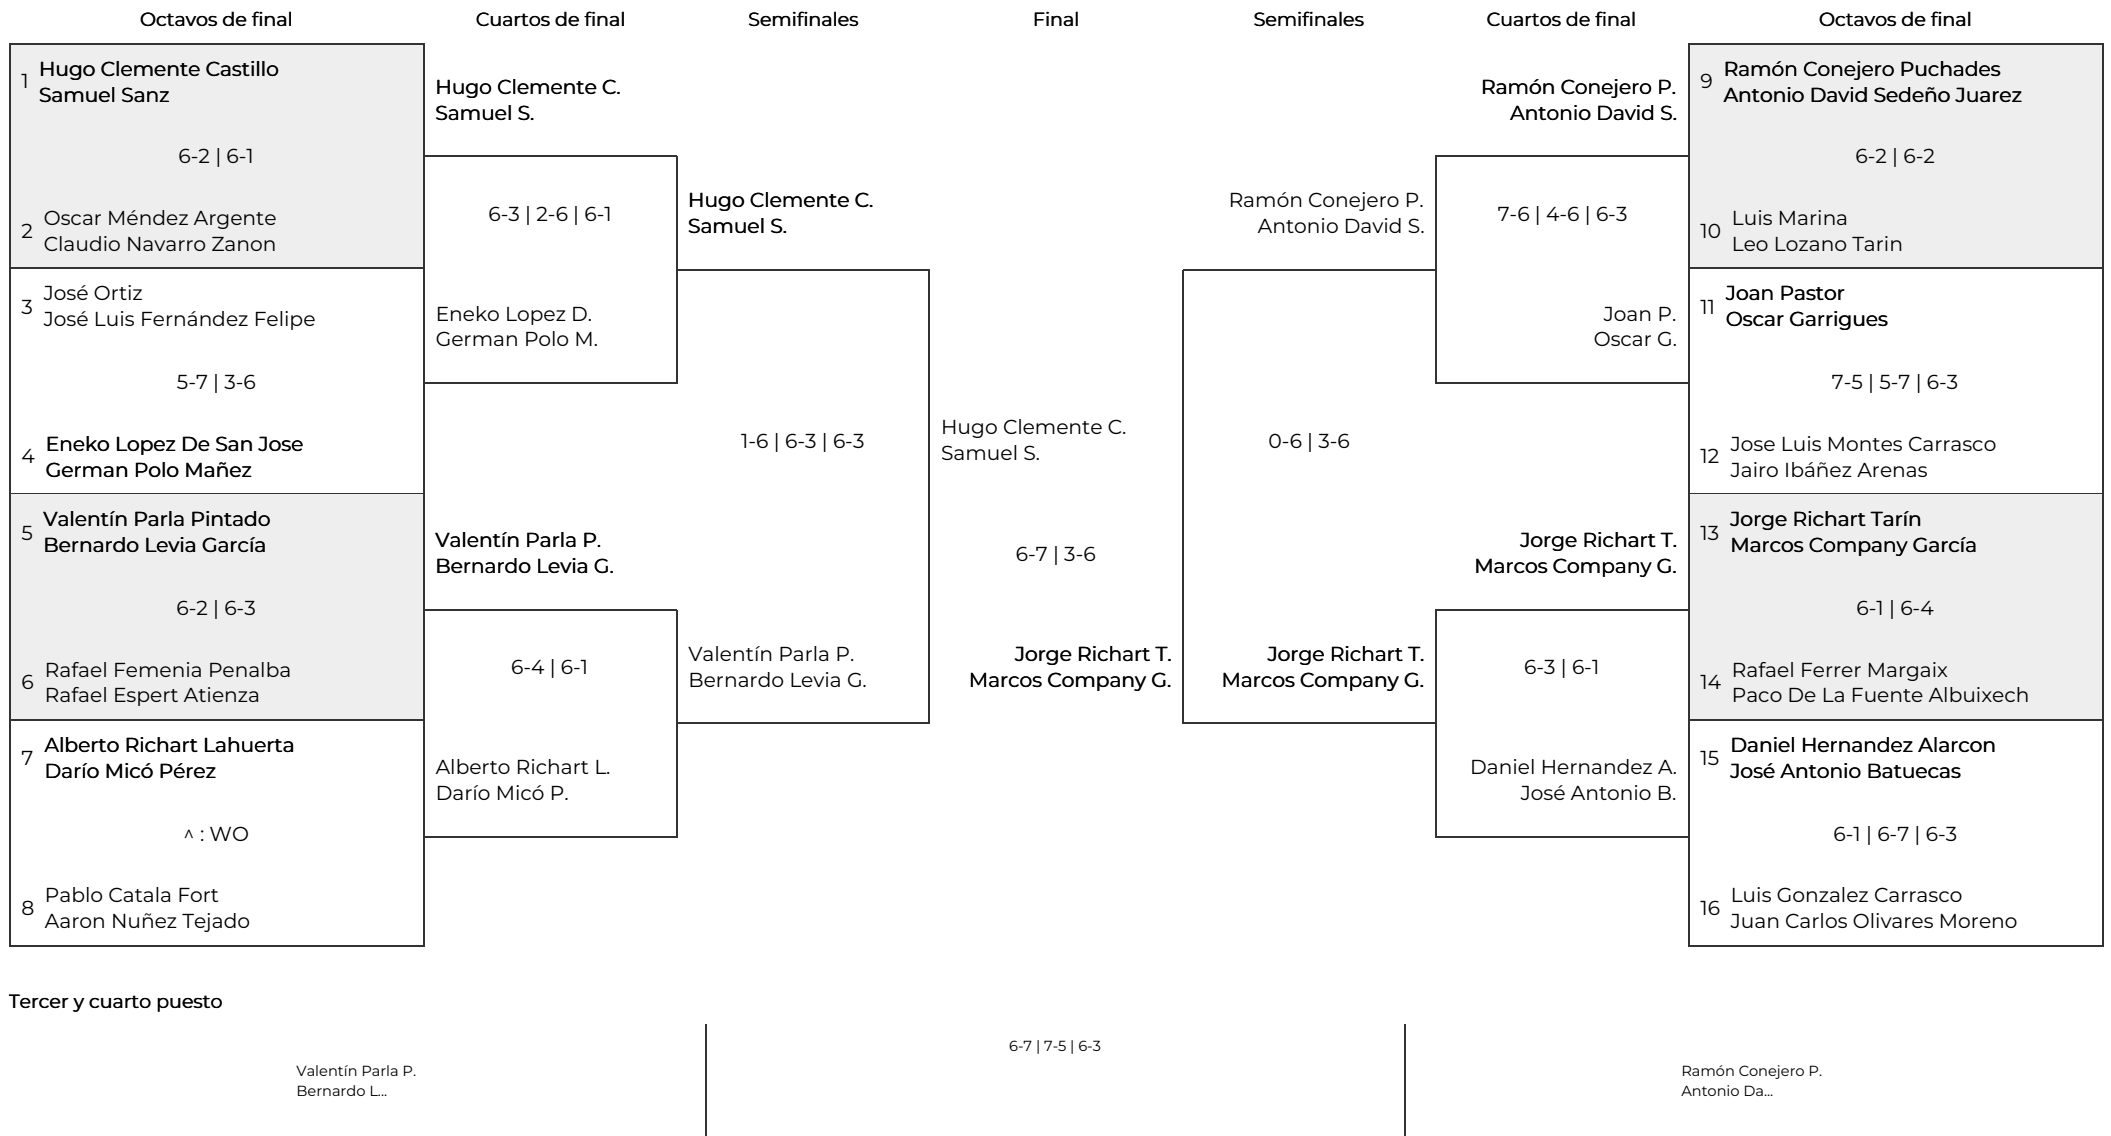 Octavos de final
Cuartos de final
Semifinales
Final
Semifinales
Cuartos de final
Octavos de final
1
Hugo Clemente Castillo
Samuel Sanz
6-2 | 6-1
2
Oscar Méndez Argente
Claudio Navarro Zanon
3
José Ortiz
José Luis Fernández Felipe
5-7 | 3-6
4
Eneko Lopez De San Jose
German Polo Mañez
5
Valentín Parla Pintado
Bernardo Levia García
6-2 | 6-3
6
Rafael Femenia Penalba
Rafael Espert Atienza
7
Alberto Richart Lahuerta
Darío Micó Pérez
^ : WO
8
Pablo Catala Fort
Aaron Nuñez Tejado
Hugo Clemente C.
Samuel S.
6-3 | 2-6 | 6-1
Eneko Lopez D.
German Polo M.
Valentín Parla P.
Bernardo Levia G.
6-4 | 6-1
Alberto Richart L.
Darío Micó P.
Hugo Clemente C.
Samuel S.
1-6 | 6-3 | 6-3
Valentín Parla P.
Bernardo Levia G.
Hugo Clemente C.
Samuel S.
6-7 | 3-6
Jorge Richart T.
Marcos Company G.
Ramón Conejero P.
Antonio David S.
0-6 | 3-6
Jorge Richart T.
Marcos Company G.
Ramón Conejero P.
Antonio David S.
7-6 | 4-6 | 6-3
Joan P.
Oscar G.
Jorge Richart T.
Marcos Company G.
6-3 | 6-1
Daniel Hernandez A.
José Antonio B.
9
Ramón Conejero Puchades
Antonio David Sedeño Juarez
6-2 | 6-2
10
Luis Marina
Leo Lozano Tarin
11
Joan Pastor
Oscar Garrigues
7-5 | 5-7 | 6-3
12
Jose Luis Montes Carrasco
Jairo Ibáñez Arenas
13
Jorge Richart Tarín
Marcos Company García
6-1 | 6-4
14
Rafael Ferrer Margaix
Paco De La Fuente Albuixech
15
Daniel Hernandez Alarcon
José Antonio Batuecas
6-1 | 6-7 | 6-3
16
Luis Gonzalez Carrasco
Juan Carlos Olivares Moreno
Tercer y cuarto puesto
Valentín Parla P.
Bernardo L...
6-7 | 7-5 | 6-3
Ramón Conejero P.
Antonio Da...